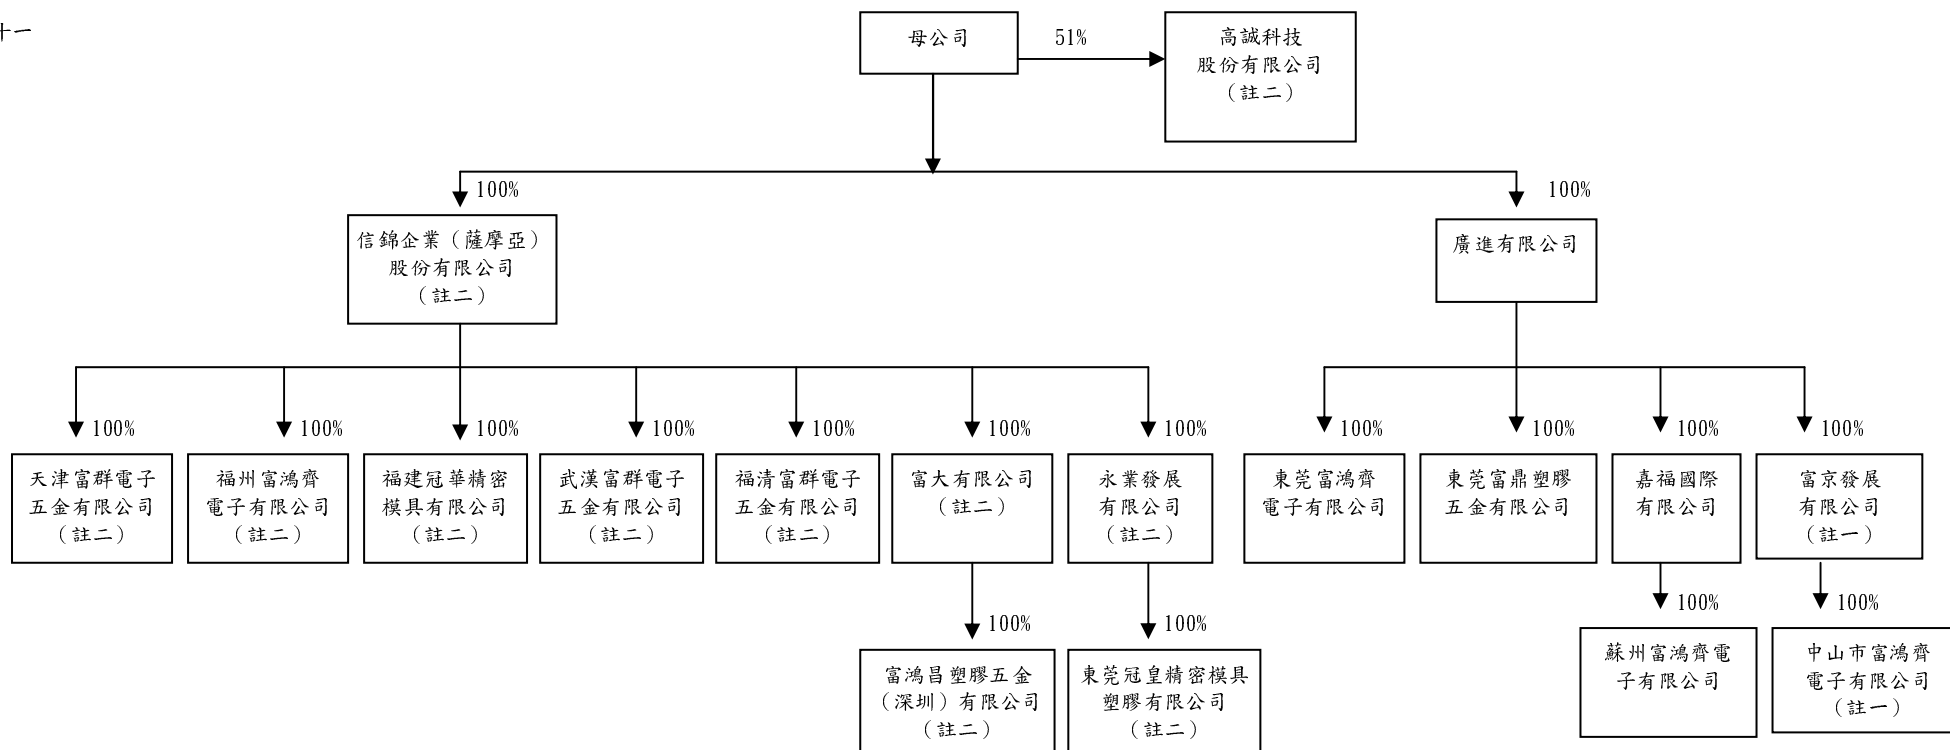 十一
母公司
51%
高誠科技
股份有限公司
（註二）
100%
100%
信錦企業（薩摩亞）
股份有限公司
（註二）
廣進有限公司
100%
100%
100%
100%
100%
100%
100%
100%
100%
100%
100%
天津富群電子
五金有限公司
（註二）
福州富鴻齊
電子有限公司
（註二）
福建冠華精密
模具有限公司
（註二）
武漢富群電子
五金有限公司
（註二）
福清富群電子
五金有限公司
（註二）
富大有限公司
（註二）
永業發展
有限公司
（註二）
東莞富鴻齊
電子有限公司
東莞富鼎塑膠
五金有限公司
嘉福國際
有限公司
富京發展
有限公司
（註一）
100%
100%
100%
100%
富鴻昌塑膠五金
（深圳）有限公司
（註二）
東莞冠皇精密模具
塑膠有限公司
（註二）
蘇州富鴻齊電
子有限公司
中山市富鴻齊
電子有限公司
（註一）